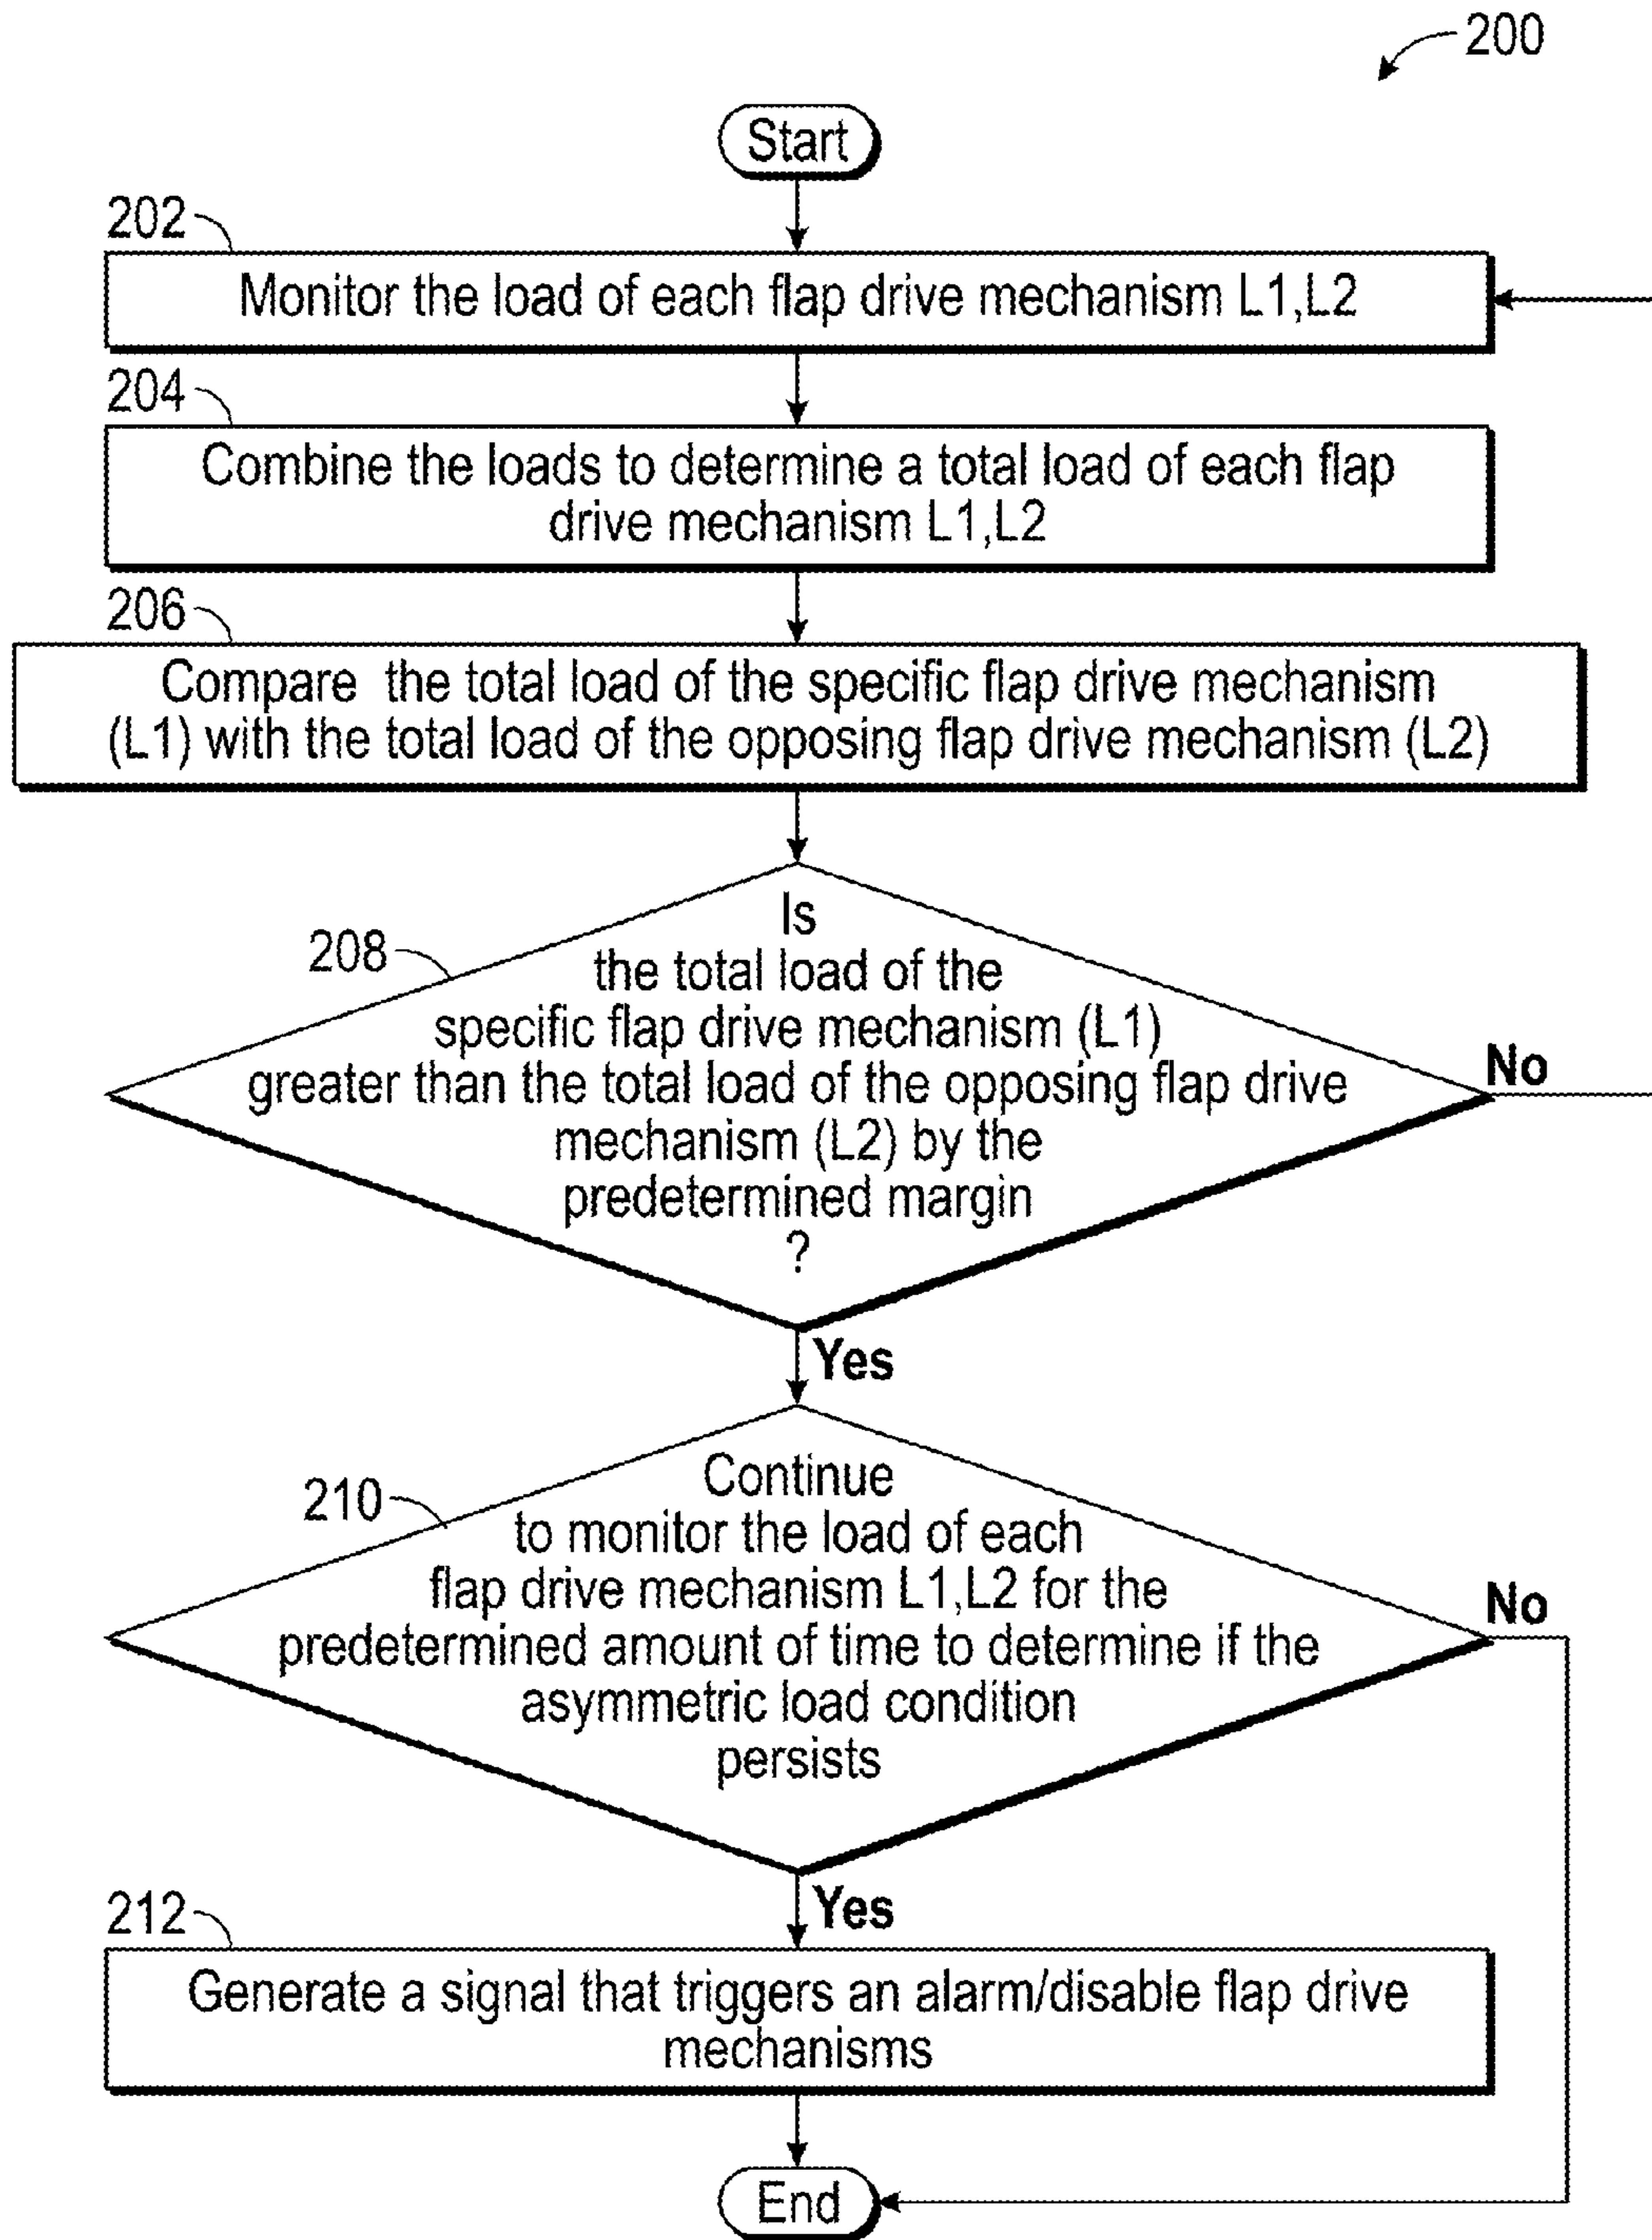 200
Start
202
Monitor the load of each flap drive mechanism L1,L2
204
Combine the loads to determine a total load of each flap
drive mechanism L1,L2
206
Compare the total load of the specific flap drive mechanism
(L1) with the total load of the opposing flap drive mechanism (L2)
208
Is
the total load of the
specific flap drive mechanism (L1)
greater than the total load of the opposing flap drive
mechanism (L2) by the
predetermined margin
?
No
Yes
210
Continue
to monitor the load of each
flap drive mechanism L1,L2 for the
predetermined amount of time to determine if the
asymmetric load condition
persists
No
Yes
212
Generate a signal that triggers an alarm/disable flap drive
mechanisms
End